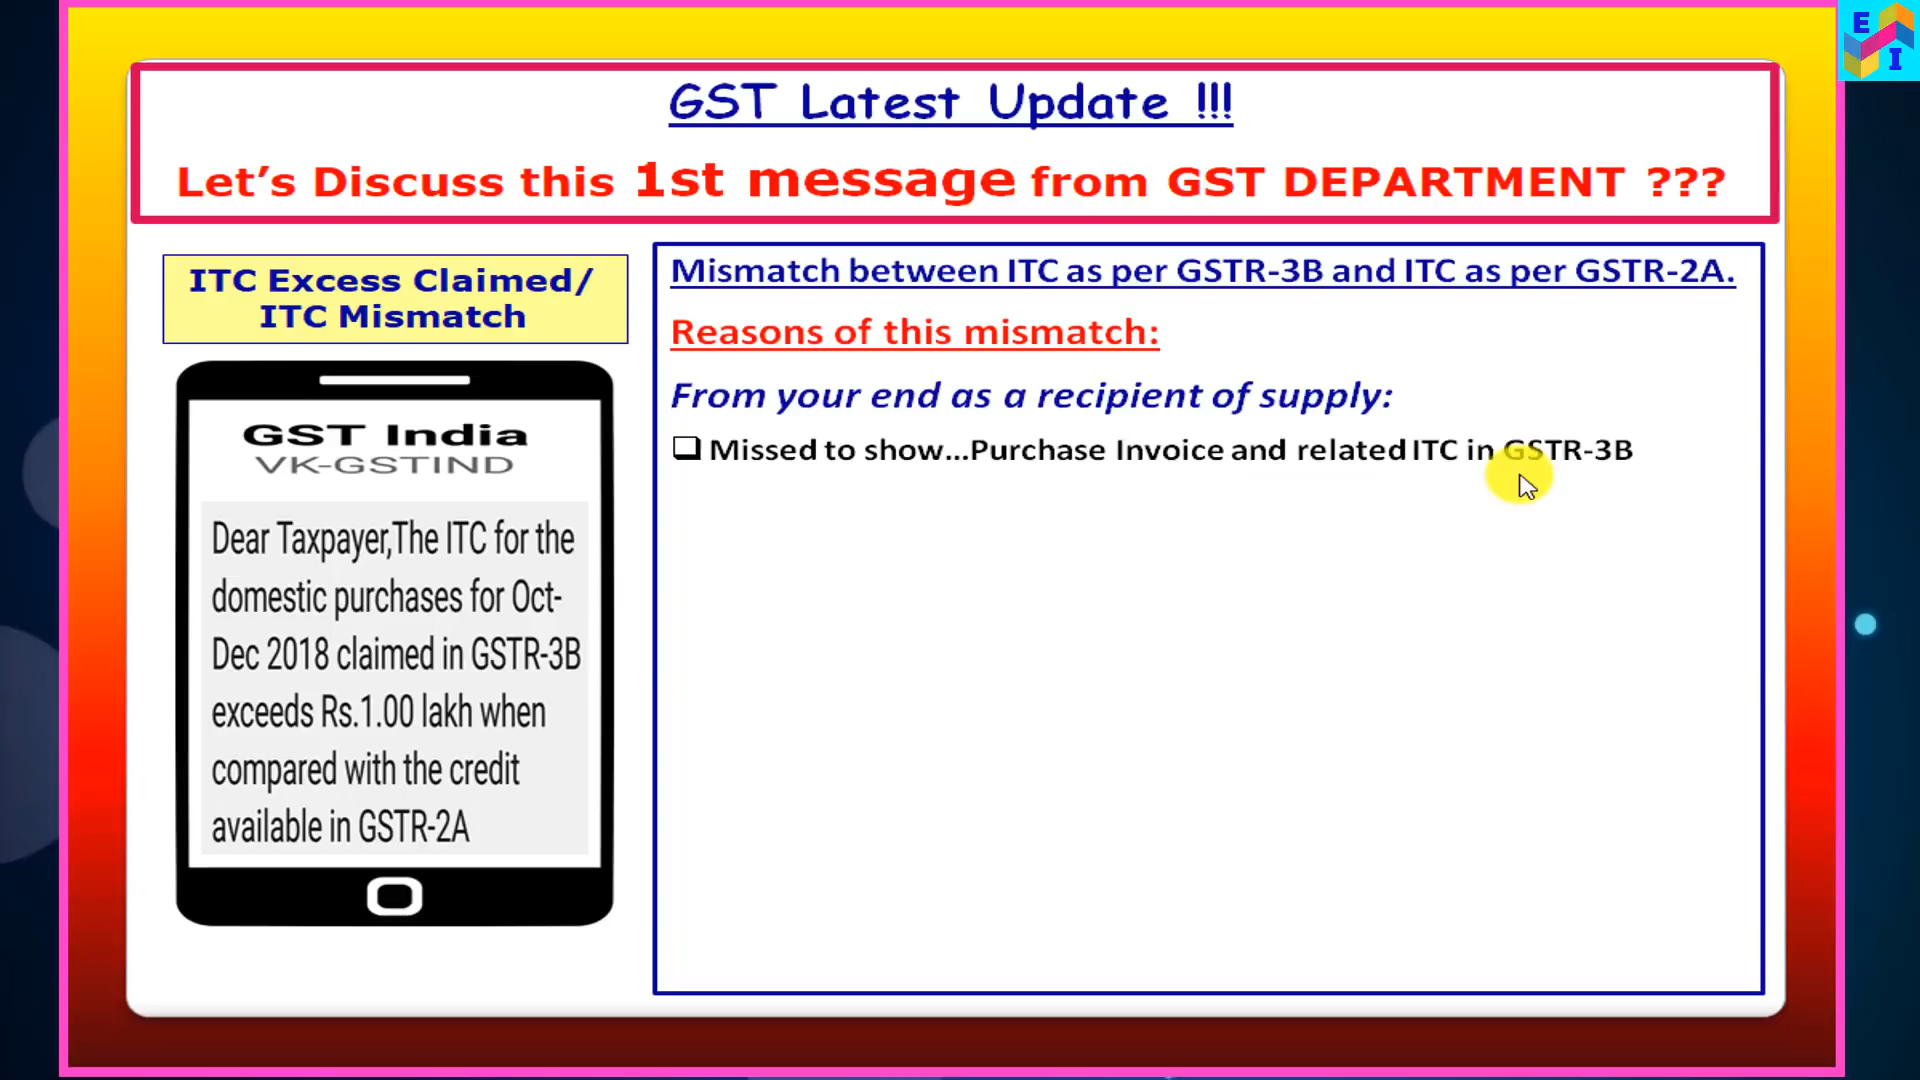 E
I
GST Latest Update !!!
Let’s Discuss this 1st message from GST DEPARTMENT ???
ITC Excess Claimed/
ITC Mismatch
GST India
VK-GSTIND
Dear Taxpayer,The ITC for the
domestic purchases for Oct-
Dec 2018 claimed in GSTR-3B
exceeds Rs.1.00 lakh when
compared with the credit
available in GSTR-2A
Mismatch between ITC as per GSTR-3B and ITC as per GSTR-2A.
Reasons of this mismatch:
From your end as a recipient of supply:
❑ Missed to show...Purchase Invoice and related ITC in GSTR-3B